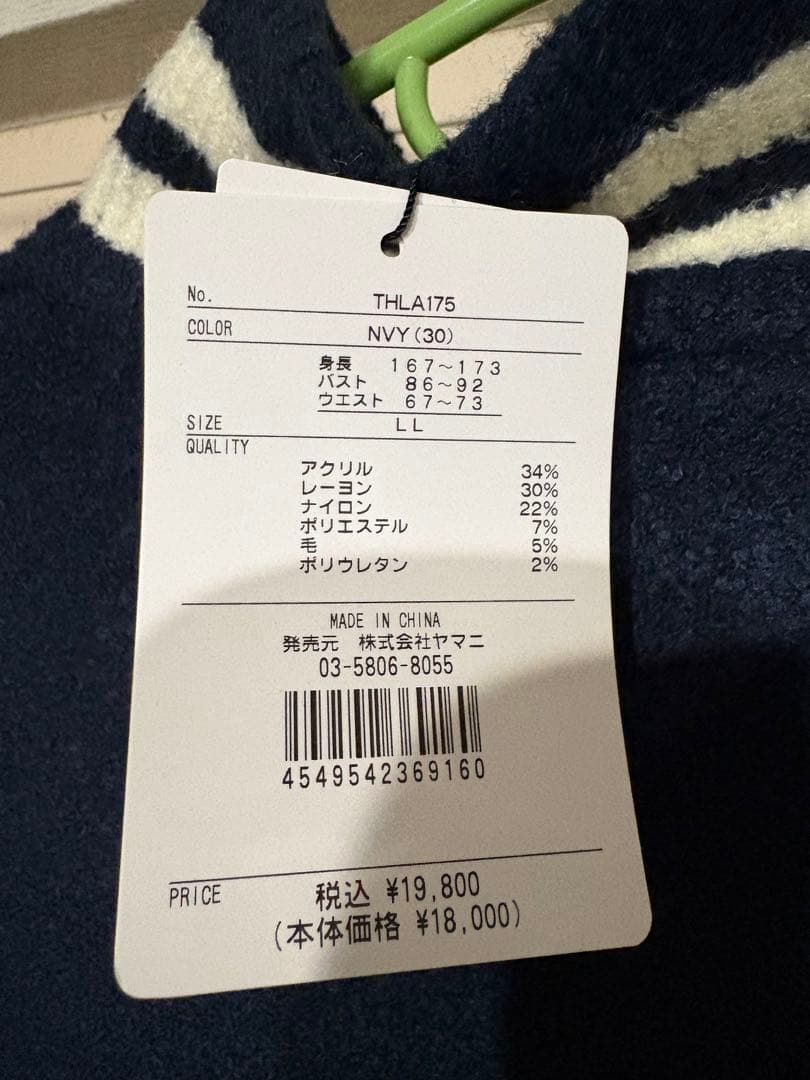 No. THLA175
COLOR NVY(30)
身長 167～173
バスト 86～92
ウエスト 67～73
SIZE LL
QUALITY
アクリル 34%
レーヨン 30%
ナイロン 22%
ポリエステル 7%
毛 5%
ポリウレタン 2%
MADE IN CHINA
発売元 株式会社ヤマニ
03-5806-8055
4549542369160
PRICE 税込 ¥19,800
(本体価格 ¥18,000)